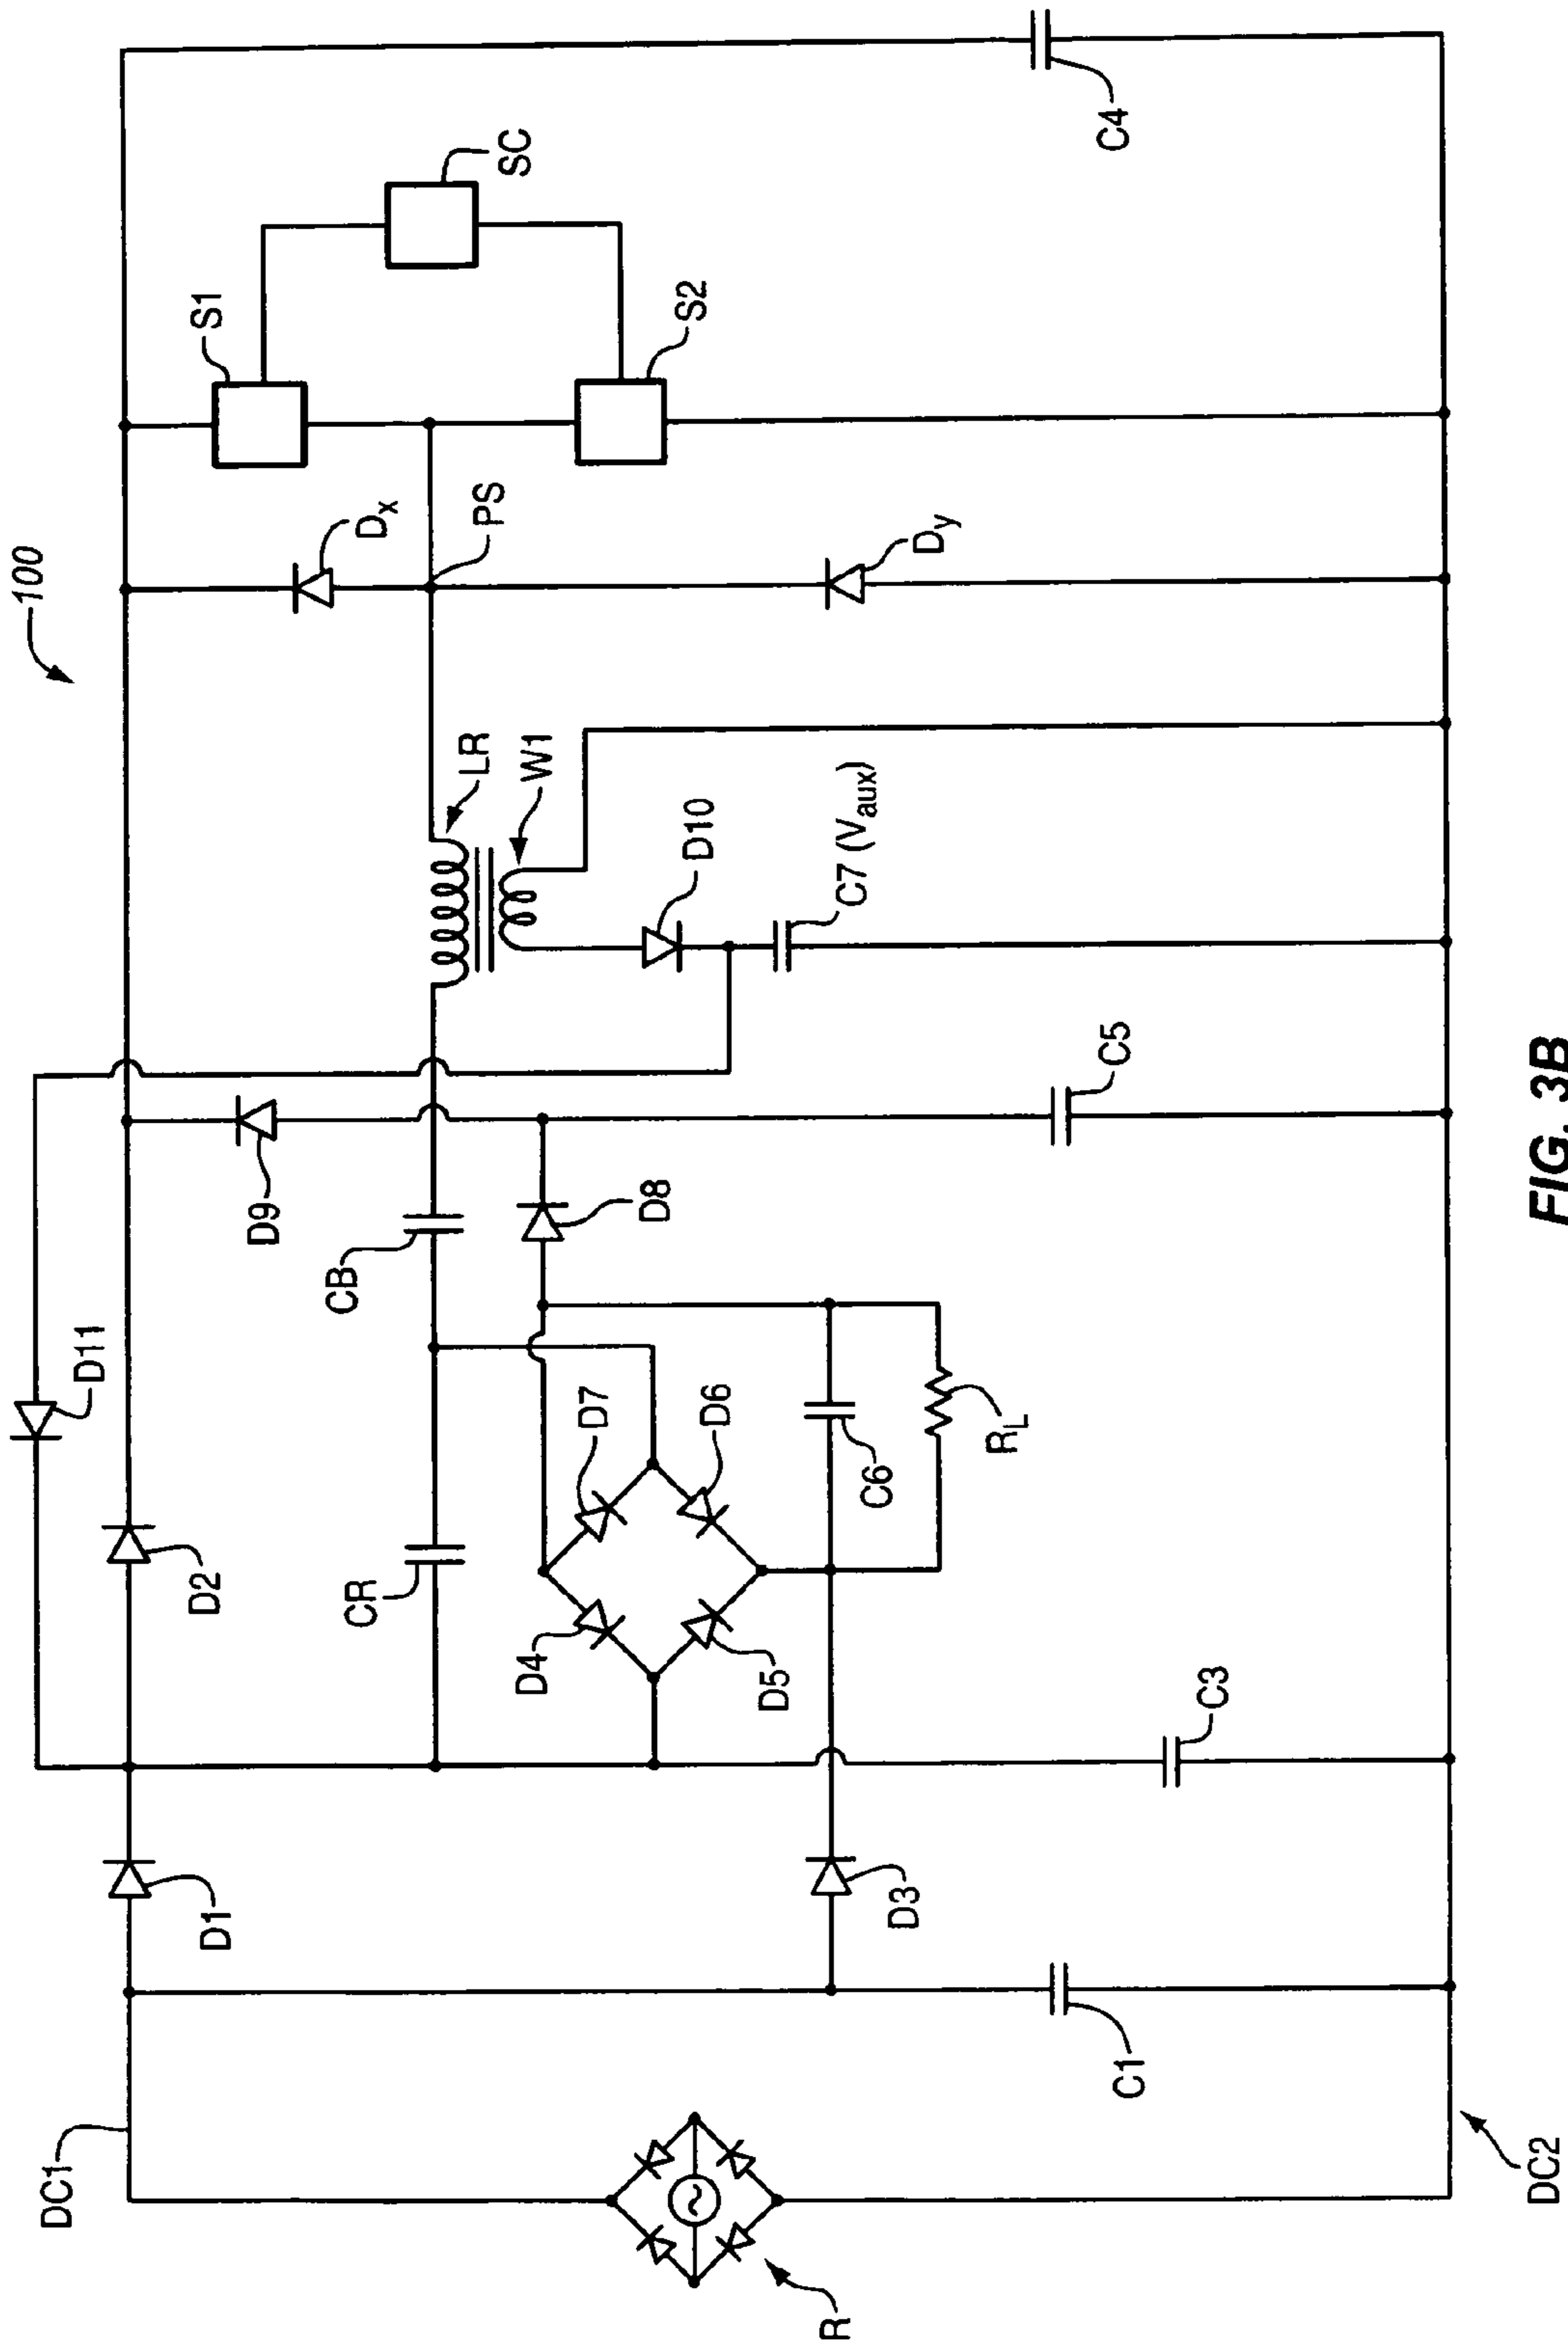 100
S1
SC
Dx
S2
PS
Dy
C4
LR
W1
D10
C7 (Vaux)
D11
D9
CB
D8
C5
D2
CR
D7
D6
D4
D5
C6
RL
C3
D1
D3
C1
DC1
R
DC2
FIG. 3B